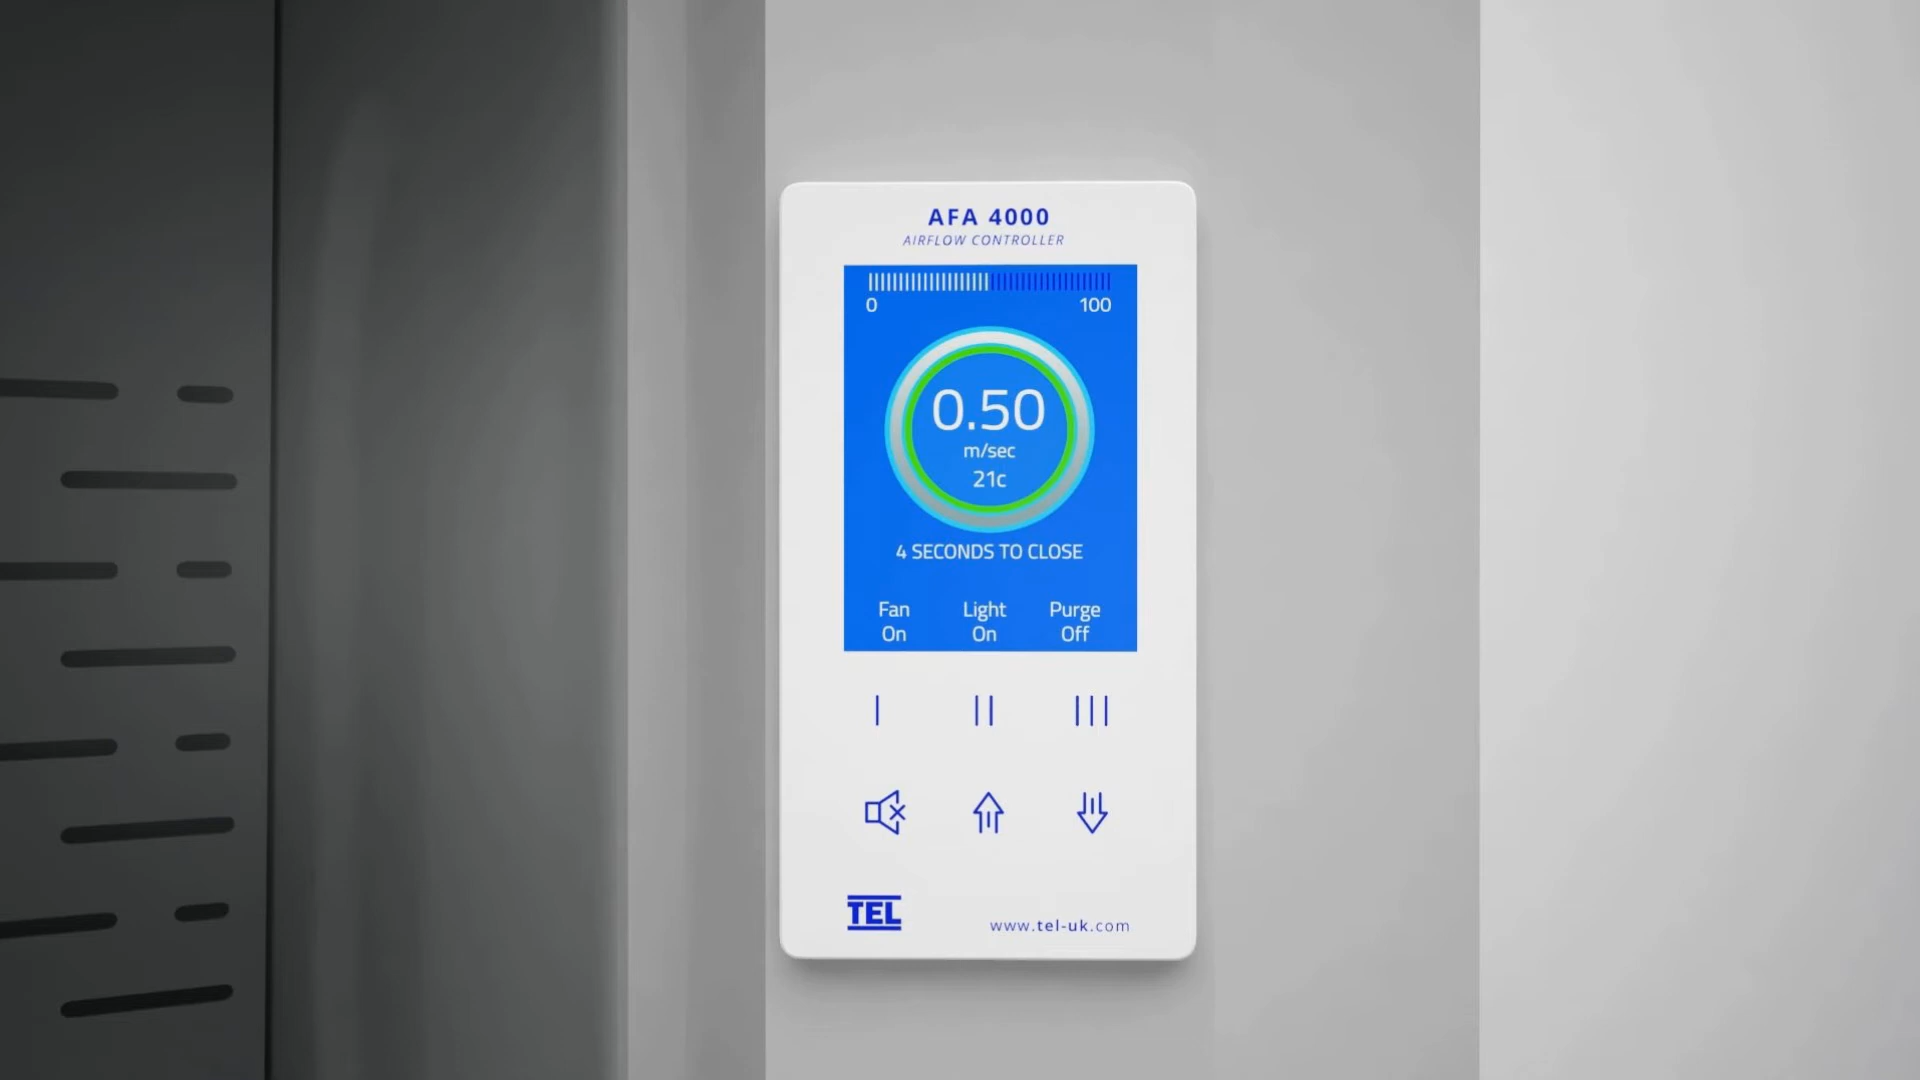 AFA 4000
AIRFLOW CONTROLLER
0 100
0.50
m/sec
21c
4 SECONDS TO CLOSE
Fan Light Purge
On On Off
TEL
www.tel-uk.com